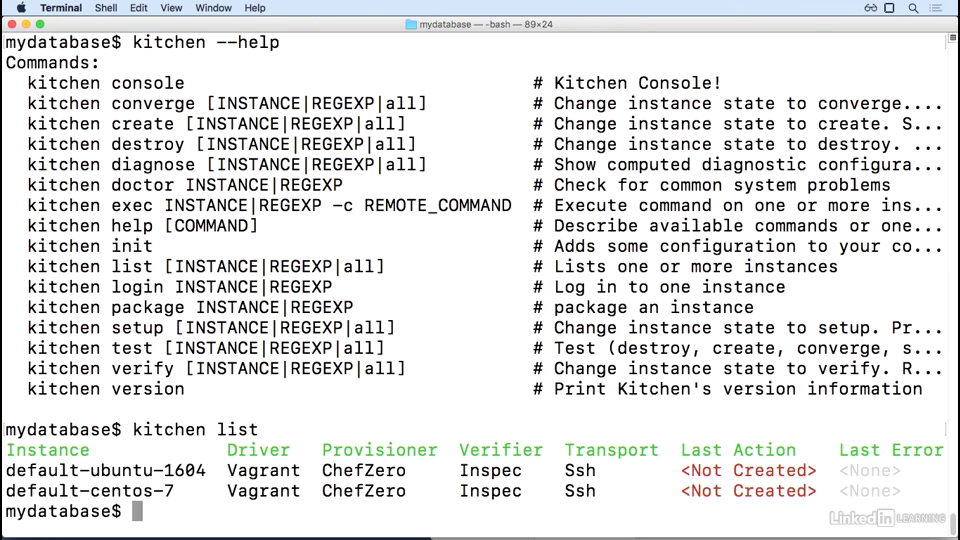 Terminal Shell Edit View Window Help
mydatabase — -bash — 89×24
mydatabase$ kitchen --help
Commands:
kitchen console # Kitchen Console!
kitchen converge [INSTANCE|REGEXP|all] # Change instance state to converge....
kitchen create [INSTANCE|REGEXP|all] # Change instance state to create. S...
kitchen destroy [INSTANCE|REGEXP|all] # Change instance state to destroy. ...
kitchen diagnose [INSTANCE|REGEXP|all] # Show computed diagnostic configura...
kitchen doctor INSTANCE|REGEXP # Check for common system problems
kitchen exec INSTANCE|REGEXP -c REMOTE_COMMAND # Execute command on one or more ins...
kitchen help [COMMAND] # Describe available commands or one...
kitchen init # Adds some configuration to your co...
kitchen list [INSTANCE|REGEXP|all] # Lists one or more instances
kitchen login INSTANCE|REGEXP # Log in to one instance
kitchen package INSTANCE|REGEXP # package an instance
kitchen setup [INSTANCE|REGEXP|all] # Change instance state to setup. Pr...
kitchen test [INSTANCE|REGEXP|all] # Test (destroy, create, converge, s...
kitchen verify [INSTANCE|REGEXP|all] # Change instance state to verify. R...
kitchen version # Print Kitchen's version information
mydatabase$ kitchen list
Instance Driver Provisioner Verifier Transport Last Action Last Error
default-ubuntu-1604 Vagrant ChefZero Inspec Ssh <Not Created> <None>
default-centos-7 Vagrant ChefZero Inspec Ssh <Not Created> <None>
mydatabase$
LinkedIn LEARNING